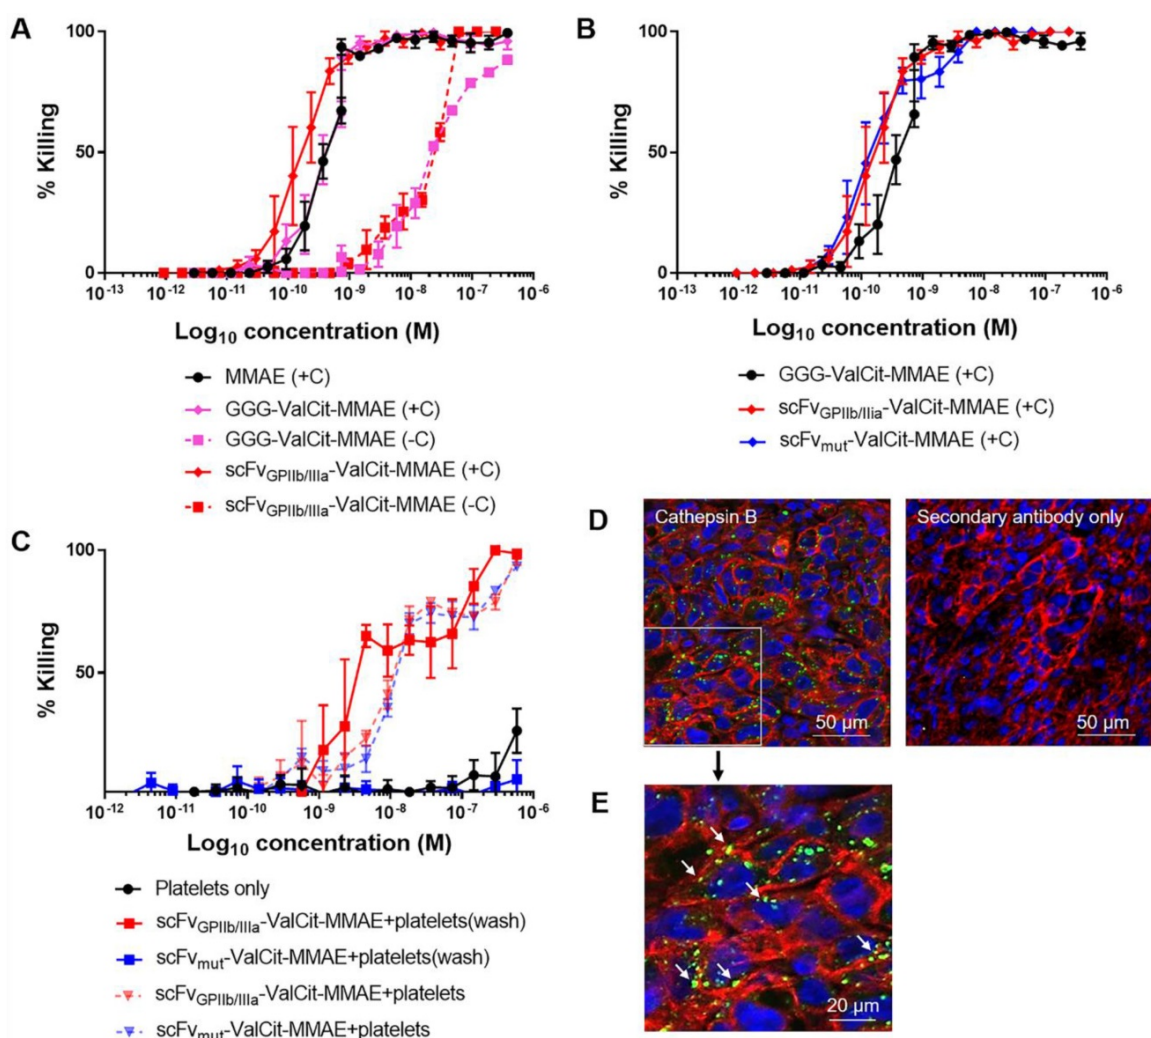 A
100
50
0
% Killing
10-13 10-12 10-11 10-10 10-9 10-8 10-7 10-6
Log10 concentration (M)
MMAE (+C)
GGG-ValCit-MMAE (+C)
GGG-ValCit-MMAE (-C)
scFvGPIIb/IIIa-ValCit-MMAE (+C)
scFvGPIIb/IIIa-ValCit-MMAE (-C)
B
100
50
0
% Killing
10-13 10-12 10-11 10-10 10-9 10-8 10-7 10-6
Log10 concentration (M)
GGG-ValCit-MMAE (+C)
scFvGPIIb/IIIa-ValCit-MMAE (+C)
scFvmut-ValCit-MMAE (+C)
C
100
50
% Killing
10-12 10-11 10-10 10-9 10-8 10-7 10-6
Log10 concentration (M)
Platelets only
scFvGPIIb/IIIa-ValCit-MMAE+platelets(wash)
scFvmut-ValCit-MMAE+platelets(wash)
scFvGPIIb/IIIa-ValCit-MMAE+platelets
scFvmut-ValCit-MMAE+platelets
D
Cathepsin B
50 µm
Secondary antibody only
50 µm
E
20 µm